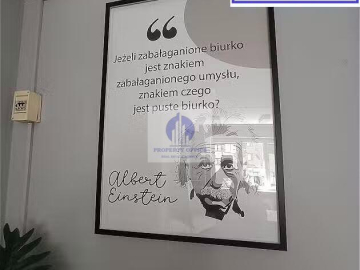 “
Jeżeli zabałaganione biurko
jest znakiem
zabałaganionego umysłu,
znakiem czego
jest puste biurko?
Albert
Einstein